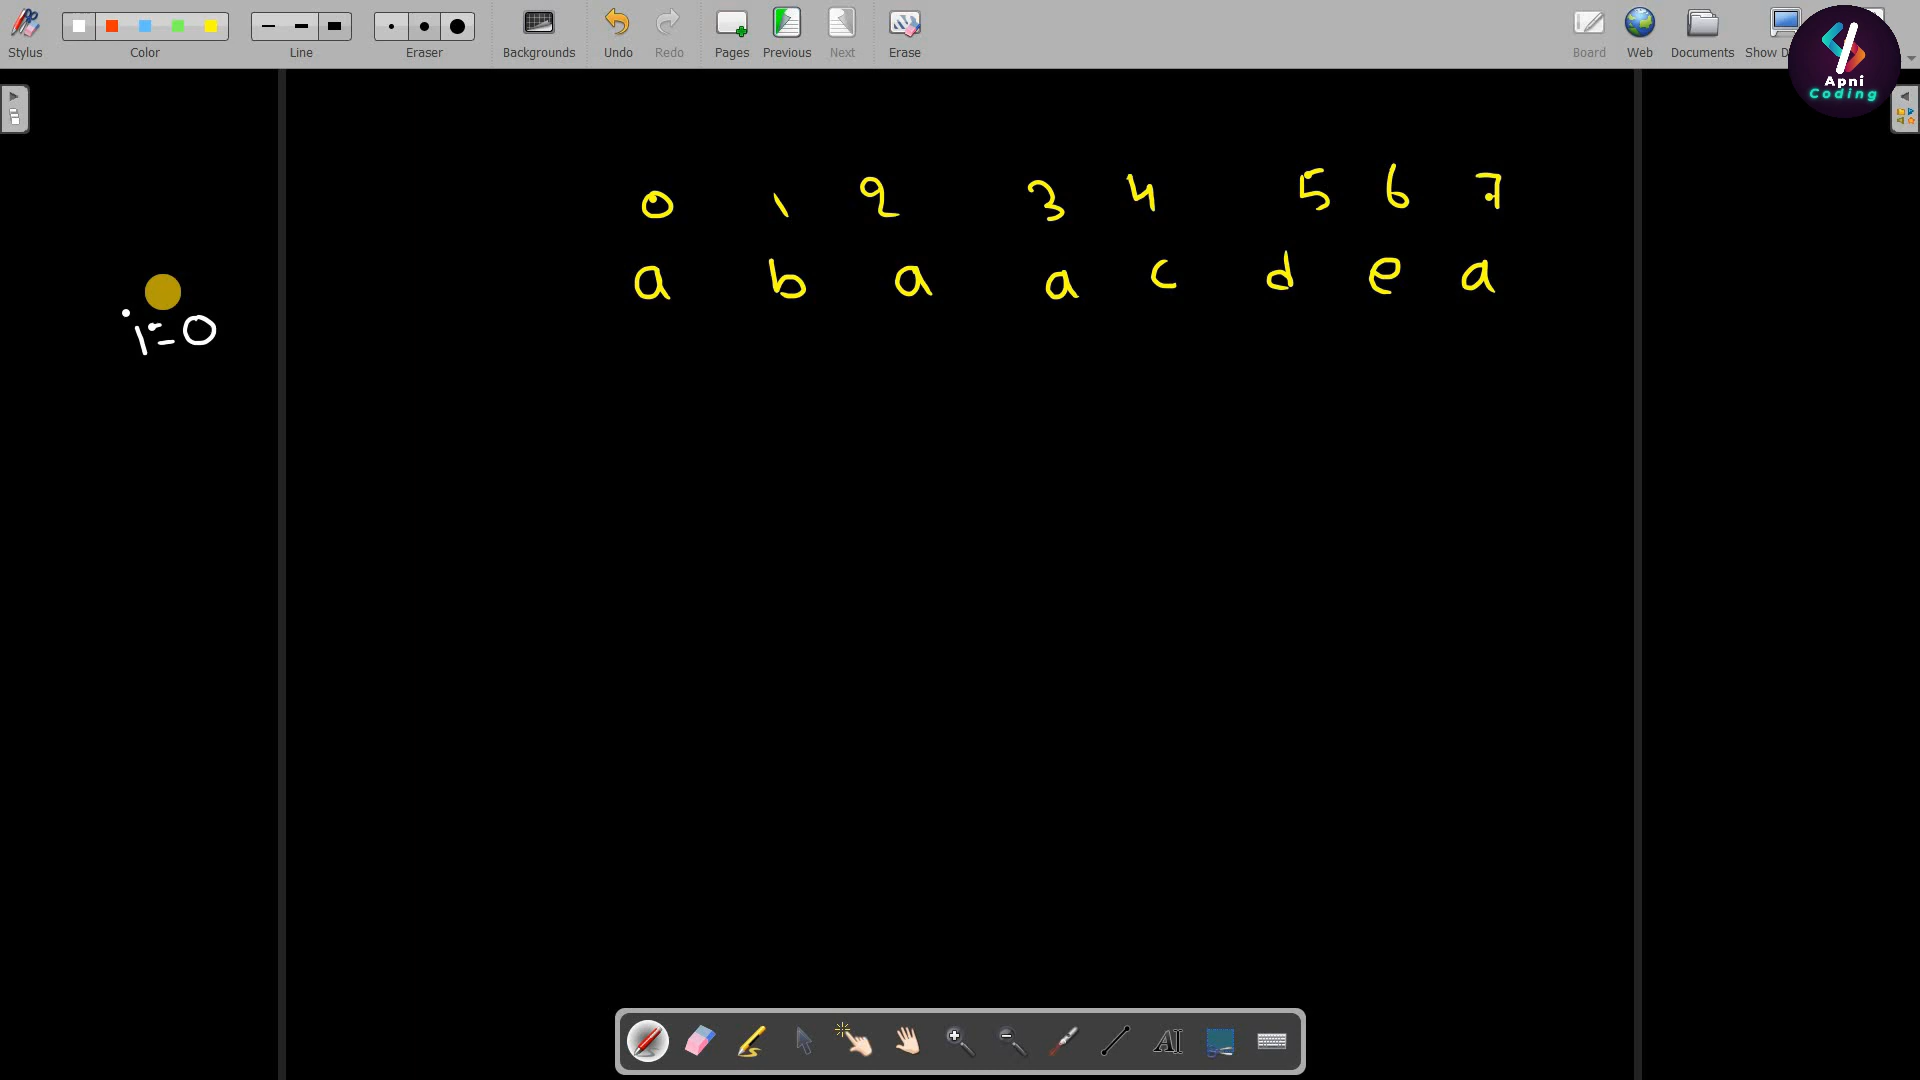 Stylus Color Line Eraser Backgrounds Undo Redo Pages Previous Next Erase Board Web Documents
Apni
Coding
0 1 2 3 4 5 6 7
a b a a c d e a
i=0